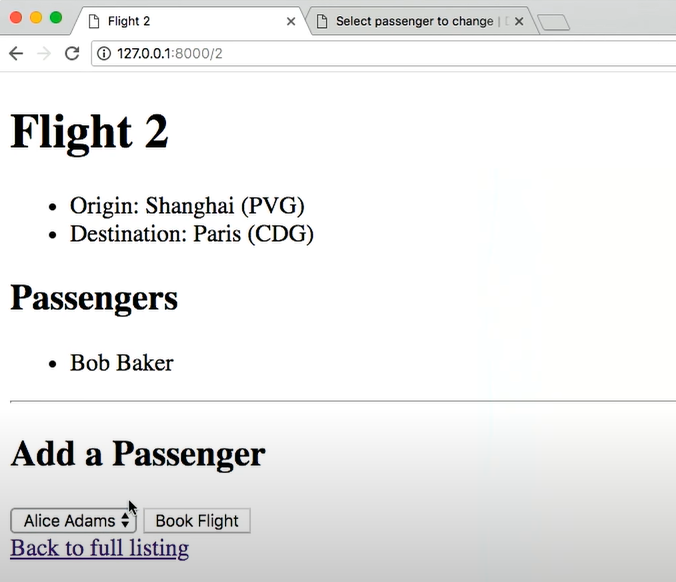 Flight 2
Select passenger to change |
127.0.0.1:8000/2
Flight 2
Origin: Shanghai (PVG)
Destination: Paris (CDG)
Passengers
Bob Baker
Add a Passenger
Alice Adams Book Flight
Back to full listing